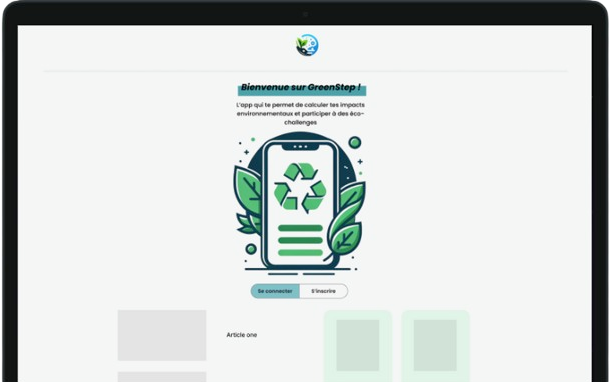 Bienvenue sur GreenStep !
L'app qui te permet de calculer tes impacts
environnementaux et participer à des éco-
challenges
Se connecter
S'inscrire
Article one